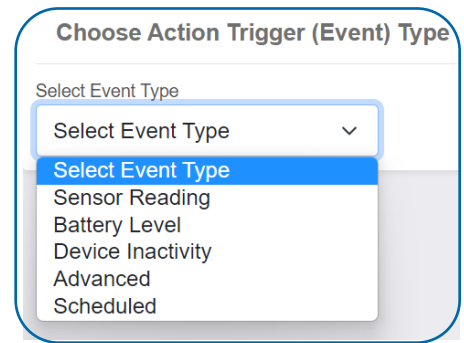 Choose Action Trigger (Event) Type
Select Event Type
Select Event Type
Select Event Type
Sensor Reading
Battery Level
Device Inactivity
Advanced
Scheduled